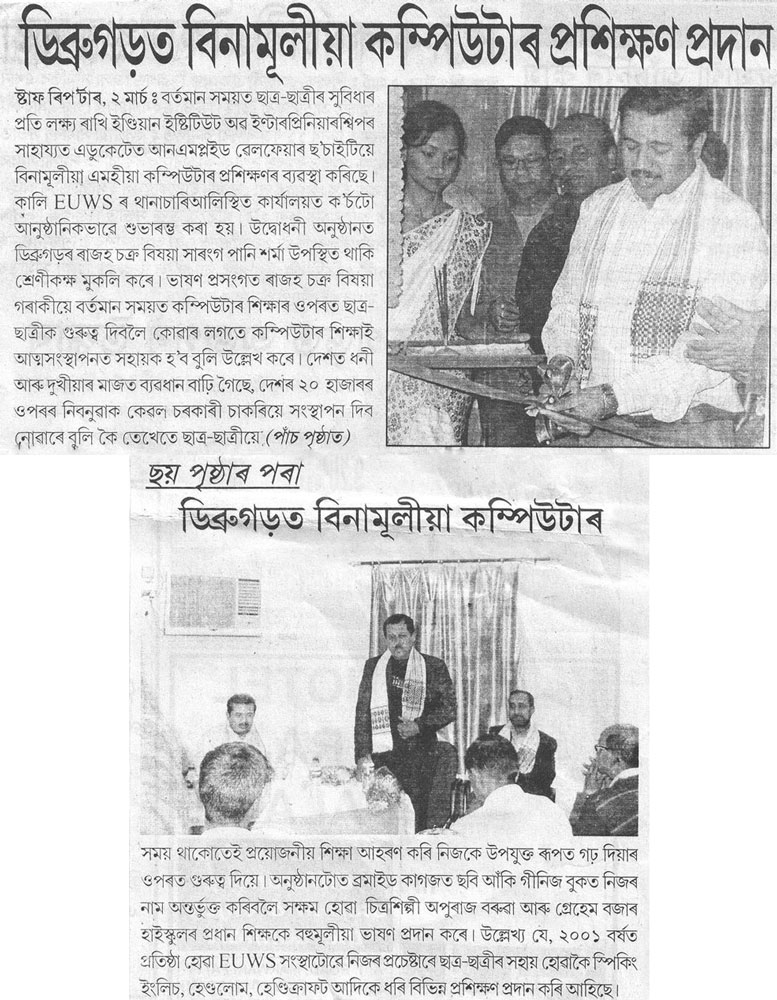 ডিব্ৰুগড়ত বিনামূলীয়া কম্পিউটাৰ প্ৰশিক্ষণ প্ৰদান
ষ্টাফ ৰিপ'ৰ্টাৰ, ২ মাৰ্চ ঃ বৰ্তমান সময়ত ছাত্ৰ-ছাত্ৰীৰ সুবিধাৰ
প্ৰতি লক্ষ্য ৰাখি ইণ্ডিয়ান ইষ্টিটিউট অৱ ইণ্টাৰপ্ৰিনিয়াৰশ্বিপৰ
সাহায্যত এডুকেটেত আনএমপ্লইড ৱেলফেয়াৰ ছ'চাইটিয়ে
বিনামূলীয়া এমহীয়া কম্পিউটাৰ প্ৰশিক্ষণৰ ব্যৱস্থা কৰিছে।
কালি EUWS ৰ থানাচাৰিআলিস্থিত কাৰ্যালয়ত ক'ৰ্চটো
আনুষ্ঠানিকভাৱে শুভাৰম্ভ কৰা হয়। উদ্বোধনী অনুষ্ঠানত
ডিব্ৰুগড়ৰ ৰাজহ চক্ৰ বিষয়া সাৰংগ পানি শৰ্মা উপস্থিত থাকি
শ্ৰেণীকক্ষ মুকলি কৰে। ভাষণ প্ৰসংগত ৰাজহ চক্ৰ বিষয়া
গৰাকীয়ে বৰ্তমান সময়ত কম্পিউটাৰ শিক্ষাৰ ওপৰত ছাত্ৰ-
ছাত্ৰীক গুৰুত্ব দিবলৈ কোৱাৰ লগতে কম্পিউটাৰ শিক্ষাই
আত্মসংস্থাপনত সহায়ক হ'ব বুলি উল্লেখ কৰে। দেশত ধনী
আৰু দুখীয়াৰ মাজত ব্যৱধান বাঢ়ি গৈছে, দেশৰ ২০ হাজাৰৰ
ওপৰৰ নিবনুৱাক কেৱল চৰকাৰী চাকৰিয়ে সংস্থাপন দিব
নোৱাৰে বুলি কৈ তেখেতে ছাত্ৰ-ছাত্ৰীয়ে (পাঁচ পৃষ্ঠাত)
ছয় পৃষ্ঠাৰ পৰা
ডিব্ৰুগড়ত বিনামূলীয়া কম্পিউটাৰ
সময় থাকোতেই প্ৰয়োজনীয় শিক্ষা আহৰণ কৰি নিজকে উপযুক্ত ৰূপত গঢ় দিয়াৰ
ওপৰত গুৰুত্ব দিয়ে। অনুষ্ঠানটোত ব্ৰমাইড কাগজত ছবি আঁকি গীনিজ বুকত নিজৰ
নাম অন্তৰ্ভুক্ত কৰিবলৈ সক্ষম হোৱা চিত্ৰশিল্পী অপুৰাজ বৰুৱা আৰু গ্ৰেহেম বজাৰ
হাইস্কুলৰ প্ৰধান শিক্ষকে বহুমূলীয়া ভাষণ প্ৰদান কৰে। উল্লেখ্য যে, ২০০১ বৰ্ষত
প্ৰতিষ্ঠা হোৱা EUWS সংস্থাটোৱে নিজৰ প্ৰচেষ্টাৰে ছাত্ৰ-ছাত্ৰীৰ সহায় হোৱাকৈ স্পিকিং
ইংলিচ, হেণ্ডলোম, হেণ্ডিক্ৰাফট আদিকে ধৰি বিভিন্ন প্ৰশিক্ষণ প্ৰদান কৰি আহিছে।